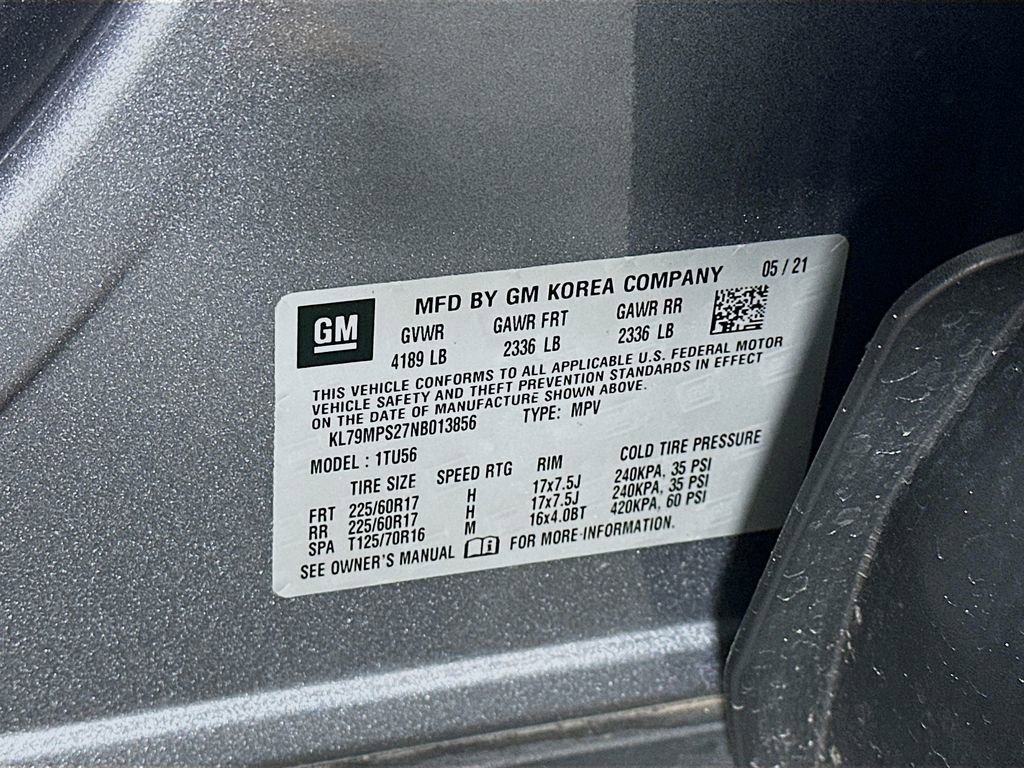 MFD BY GM KOREA COMPANY 05 / 21
GM
GVWR GAWR FRT GAWR RR
4189 LB 2336 LB 2336 LB
THIS VEHICLE CONFORMS TO ALL APPLICABLE U.S. FEDERAL MOTOR
VEHICLE SAFETY AND THEFT PREVENTION STANDARDS IN EFFECT
ON THE DATE OF MANUFACTURE SHOWN ABOVE.
KL79MPS27NB013856 TYPE: MPV
MODEL : 1TU56
TIRE SIZE SPEED RTG RIM COLD TIRE PRESSURE
FRT 225/60R17 H 17x7.5J 240KPA, 35 PSI
RR 225/60R17 H 17x7.5J 240KPA, 35 PSI
SPA T125/70R16 M 16x4.0BT 420KPA, 60 PSI
SEE OWNER'S MANUAL FOR MORE INFORMATION.